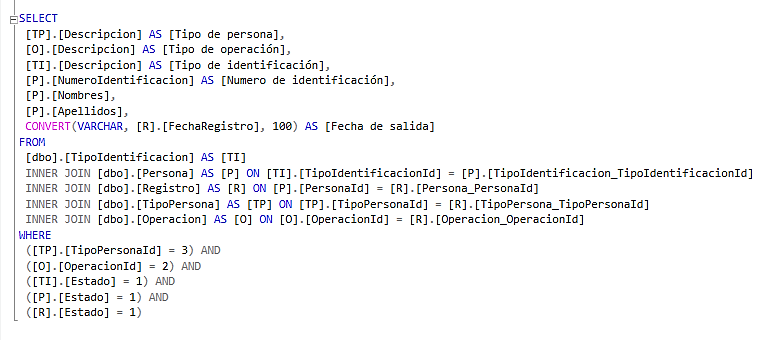 SELECT
[TP].[Descripcion] AS [Tipo de persona],
[O].[Descripcion] AS [Tipo de operación],
[TI].[Descripcion] AS [Tipo de identificación],
[P].[NumeroIdentificacion] AS [Numero de identificación],
[P].[Nombres],
[P].[Apellidos],
CONVERT(VARCHAR, [R].[FechaRegistro], 100) AS [Fecha de salida]
FROM
[dbo].[TipoIdentificacion] AS [TI]
INNER JOIN [dbo].[Persona] AS [P] ON [TI].[TipoIdentificacionId] = [P].[TipoIdentificacion_TipoIdentificacionId]
INNER JOIN [dbo].[Registro] AS [R] ON [P].[PersonaId] = [R].[Persona_PersonaId]
INNER JOIN [dbo].[TipoPersona] AS [TP] ON [TP].[TipoPersonaId] = [R].[TipoPersona_TipoPersonaId]
INNER JOIN [dbo].[Operacion] AS [O] ON [O].[OperacionId] = [R].[Operacion_OperacionId]
WHERE
([TP].[TipoPersonaId] = 3) AND
([O].[OperacionId] = 2) AND
([TI].[Estado] = 1) AND
([P].[Estado] = 1) AND
([R].[Estado] = 1)